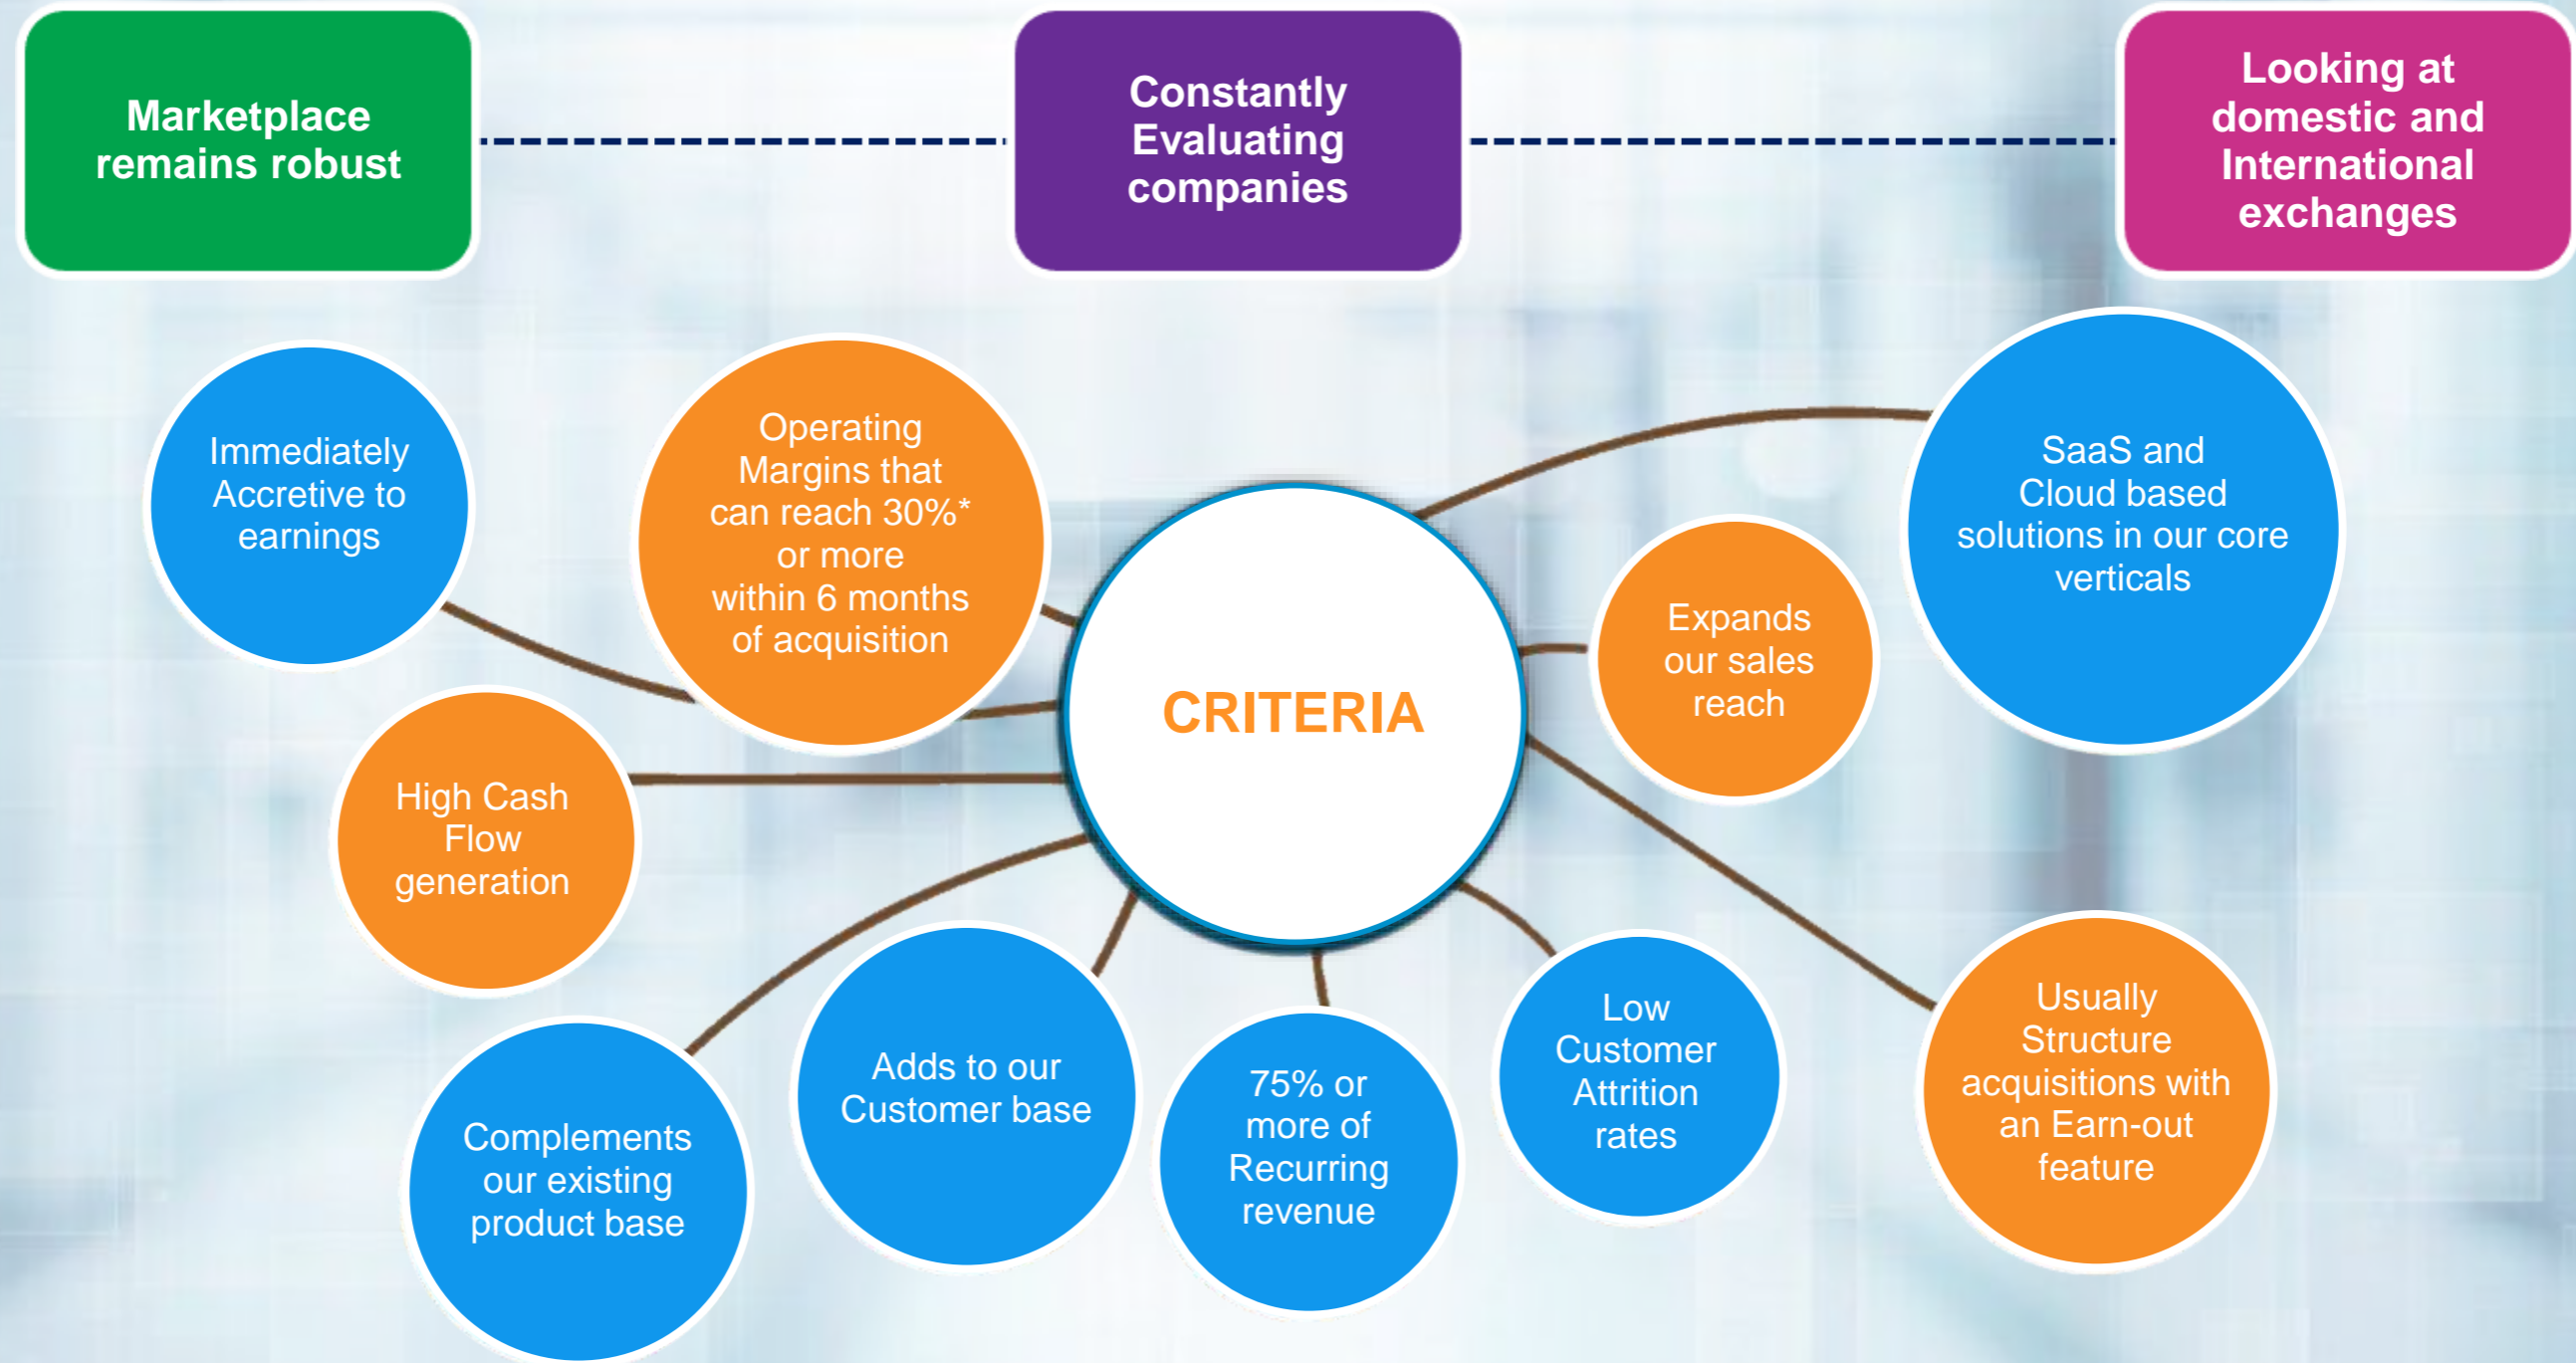 Marketplace
remains robust
Constantly
Evaluating
companies
Looking at
domestic and
International
exchanges
Immediately
Accretive to
earnings
Operating
Margins that
can reach 30%*
or more
within 6 months
of acquisition
SaaS and
Cloud based
solutions in our core
verticals
Expands
our sales
reach
CRITERIA
High Cash
Flow
generation
Complements
our existing
product base
Adds to our
Customer base
75% or
more of
Recurring
revenue
Low
Customer
Attrition
rates
Usually
Structure
acquisitions with
an Earn-out
feature